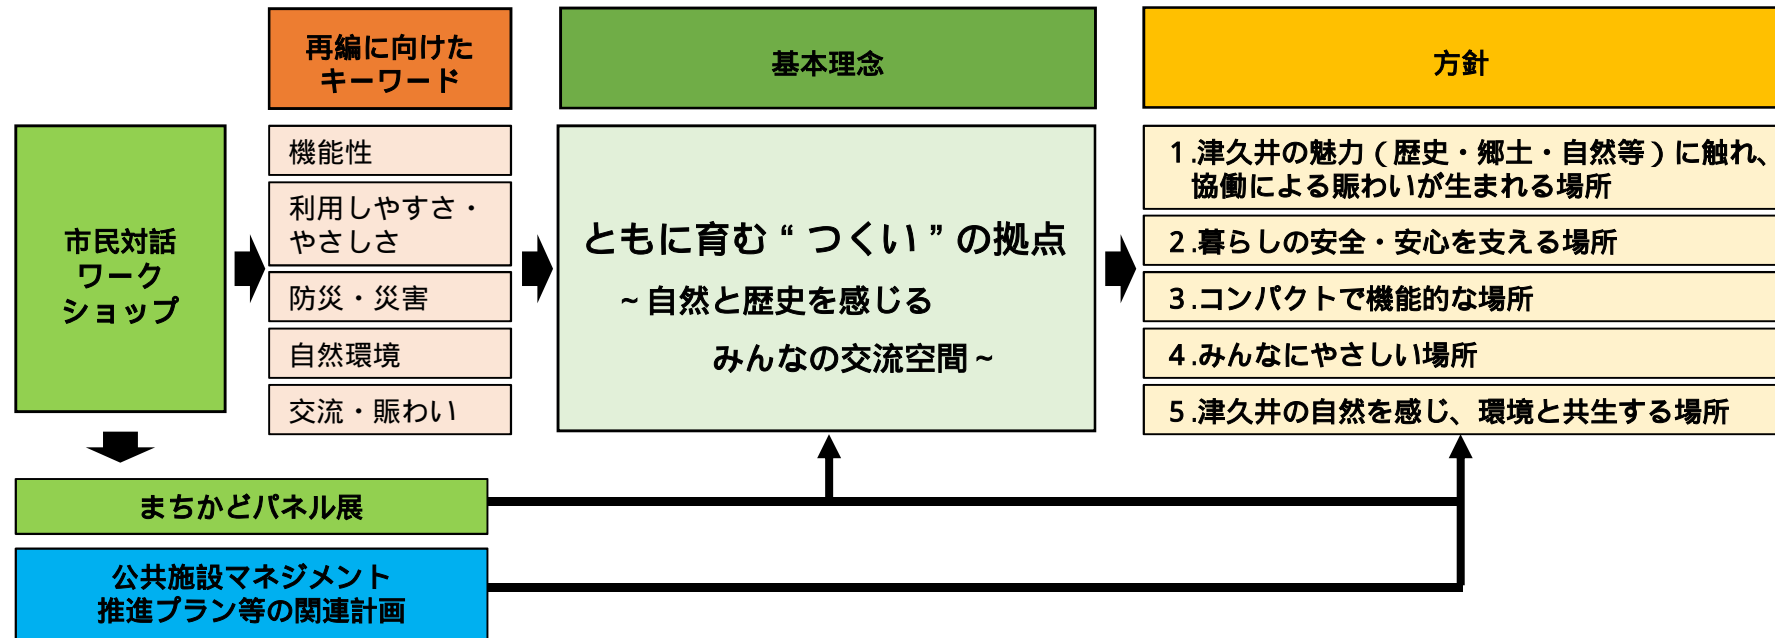 再編に向けた
キーワード
基本理念
方針
市民対話
ワーク
ショップ
機能性
利用しやすさ・
やさしさ
防災・災害
自然環境
交流・賑わい
ともに育む“つくい”の拠点
~自然と歴史を感じる
みんなの交流空間~
1.津久井の魅力(歴史・郷土・自然等)に触れ、
協働による賑わいが生まれる場所
2.暮らしの安全・安心を支える場所
3.コンパクトで機能的な場所
4.みんなにやさしい場所
5.津久井の自然を感じ、環境と共生する場所
まちかどパネル展
公共施設マネジメント
推進プラン等の関連計画